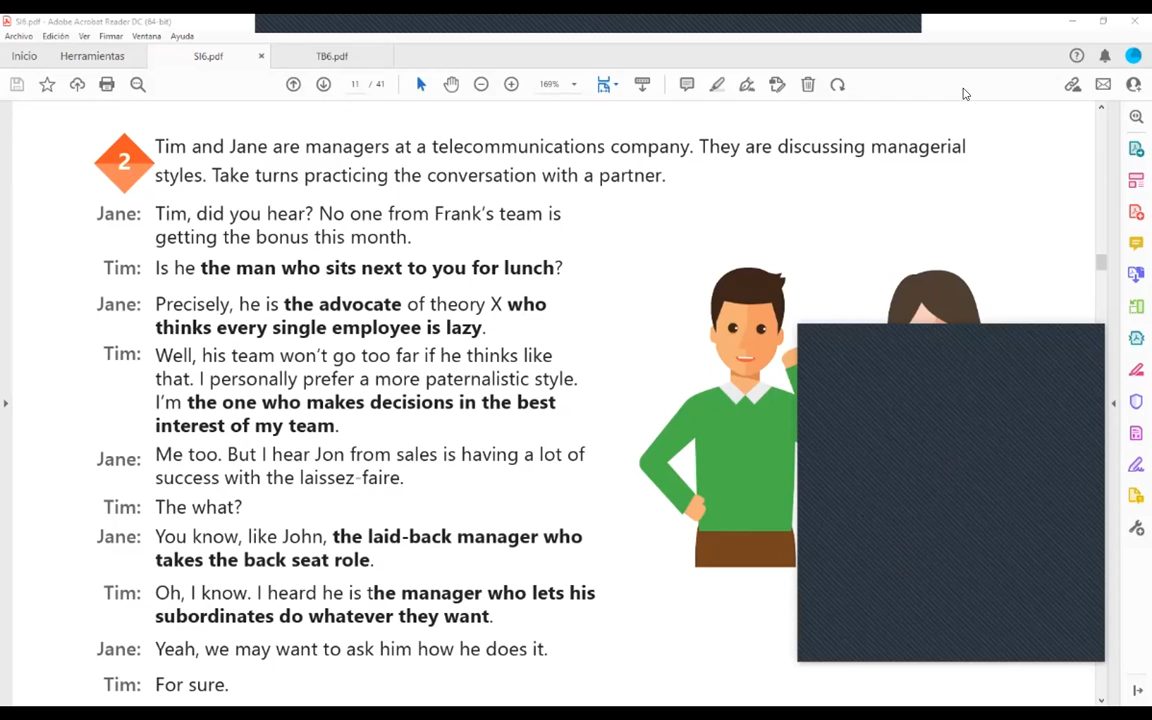 SI6.pdf - Adobe Acrobat Reader DC (64-bit)
Archivo Edición Ver Firmar Ventana Ayuda
Inicio Herramientas SI6.pdf × TB6.pdf
11 / 41 169%
2 Tim and Jane are managers at a telecommunications company. They are discussing managerial
styles. Take turns practicing the conversation with a partner.
Jane: Tim, did you hear? No one from Frank's team is
getting the bonus this month.
Tim: Is he the man who sits next to you for lunch?
Jane: Precisely, he is the advocate of theory X who
thinks every single employee is lazy.
Tim: Well, his team won't go too far if he thinks like
that. I personally prefer a more paternalistic style.
I'm the one who makes decisions in the best
interest of my team.
Jane: Me too. But I hear Jon from sales is having a lot of
success with the laissez-faire.
Tim: The what?
Jane: You know, like John, the laid-back manager who
takes the back seat role.
Tim: Oh, I know. I heard he is the manager who lets his
subordinates do whatever they want.
Jane: Yeah, we may want to ask him how he does it.
Tim: For sure.